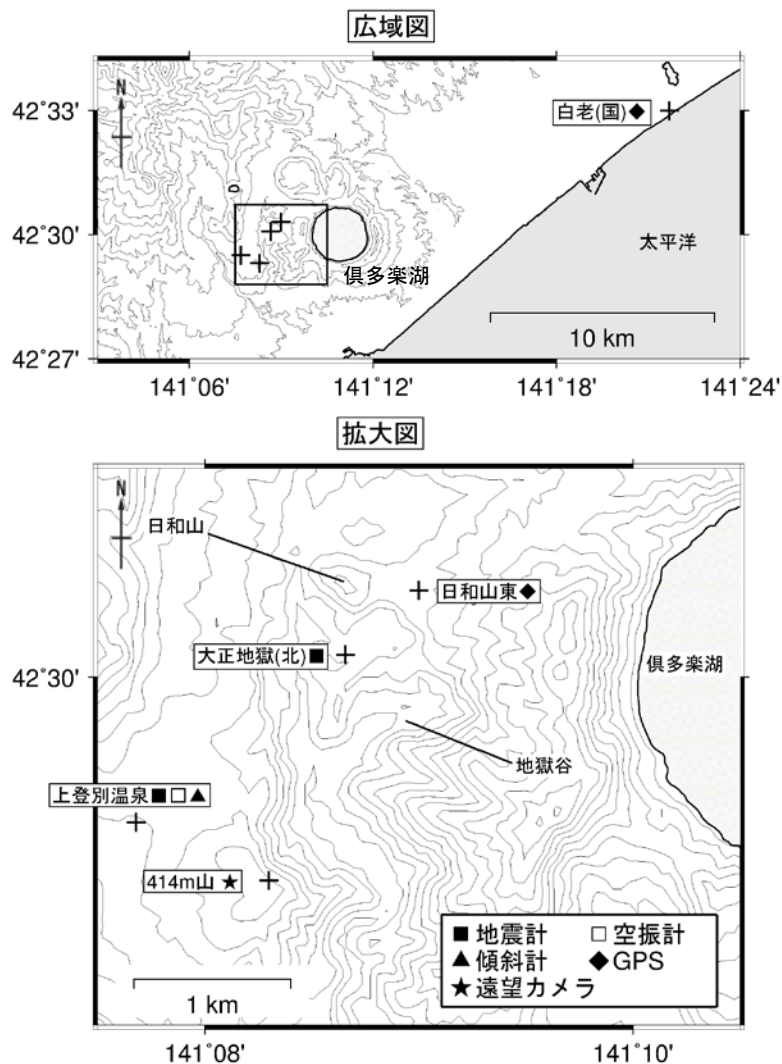 広域図
N
42°33'
白老(国)◆
42°30'
太平洋
倶多楽湖
10 km
42°27'
141°06'
141°12'
141°18'
141°24'
拡大図
N
日和山
日和山東◆
大正地獄(北)■
倶多楽湖
42°30'
地獄谷
上登別温泉■□▲
414m山★
■地震計 □空振計
▲傾斜計 ◆GPS
★遠望カメラ
1 km
141°08'
141°10'